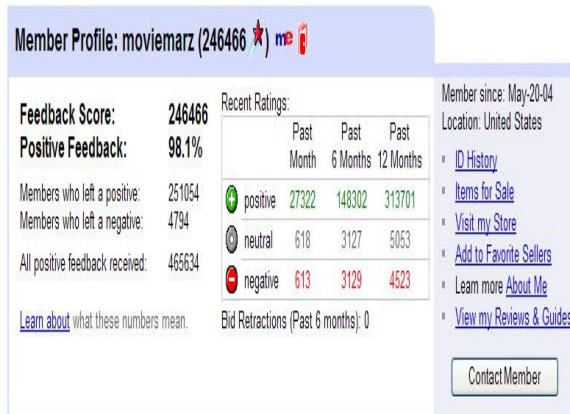 Member Profile: moviemarz (246466 ) me
Feedback Score: 246466
Positive Feedback: 98.1%
Members who left a positive: 251054
Members who left a negative: 4794
All positive feedback received: 465634
Learn about what these numbers mean.
Recent Ratings:
Past Month Past 6 Months Past 12 Months
positive 27322 148302 313701
neutral 618 3127 5053
negative 613 3129 4523
Bid Retractions (Past 6 months): 0
Member since: May-20-04
Location: United States
ID History
Items for Sale
Visit my Store
Add to Favorite Sellers
Learn more About Me
View my Reviews & Guides
Contact Member